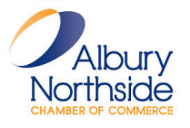 Albury
Northside
CHAMBER OF COMMERCE